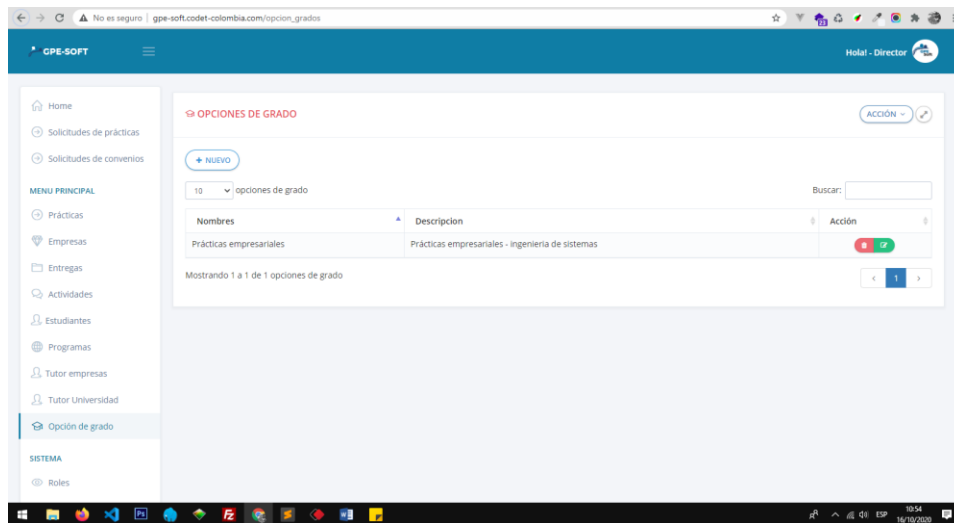 No es seguro | gpe-soft.codet-colombia.com/opcion_grados
23
GPE-SOFT
Hola! - Director
Home
Solicitudes de prácticas
Solicitudes de convenios
MENU PRINCIPAL
Prácticas
Empresas
Entregas
Actividades
Estudiantes
Programas
Tutor empresas
Tutor Universidad
Opción de grado
SISTEMA
Roles
OPCIONES DE GRADO
ACCIÓN
+ NUEVO
10 opciones de grado
Buscar:
Nombres Descripcion Acción
Prácticas empresariales Prácticas empresariales - ingenieria de sistemas
Mostrando 1 a 1 de 1 opciones de grado
< 1 >
Ps
Fz
ESP
10:54
16/10/2020